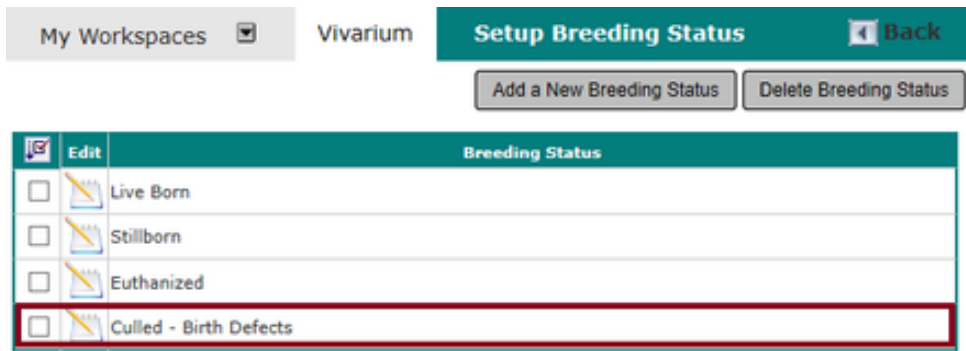 My Workspaces Vivarium Setup Breeding Status Back
Add a New Breeding Status Delete Breeding Status
Edit Breeding Status
Live Born
Stillborn
Euthanized
Culled - Birth Defects